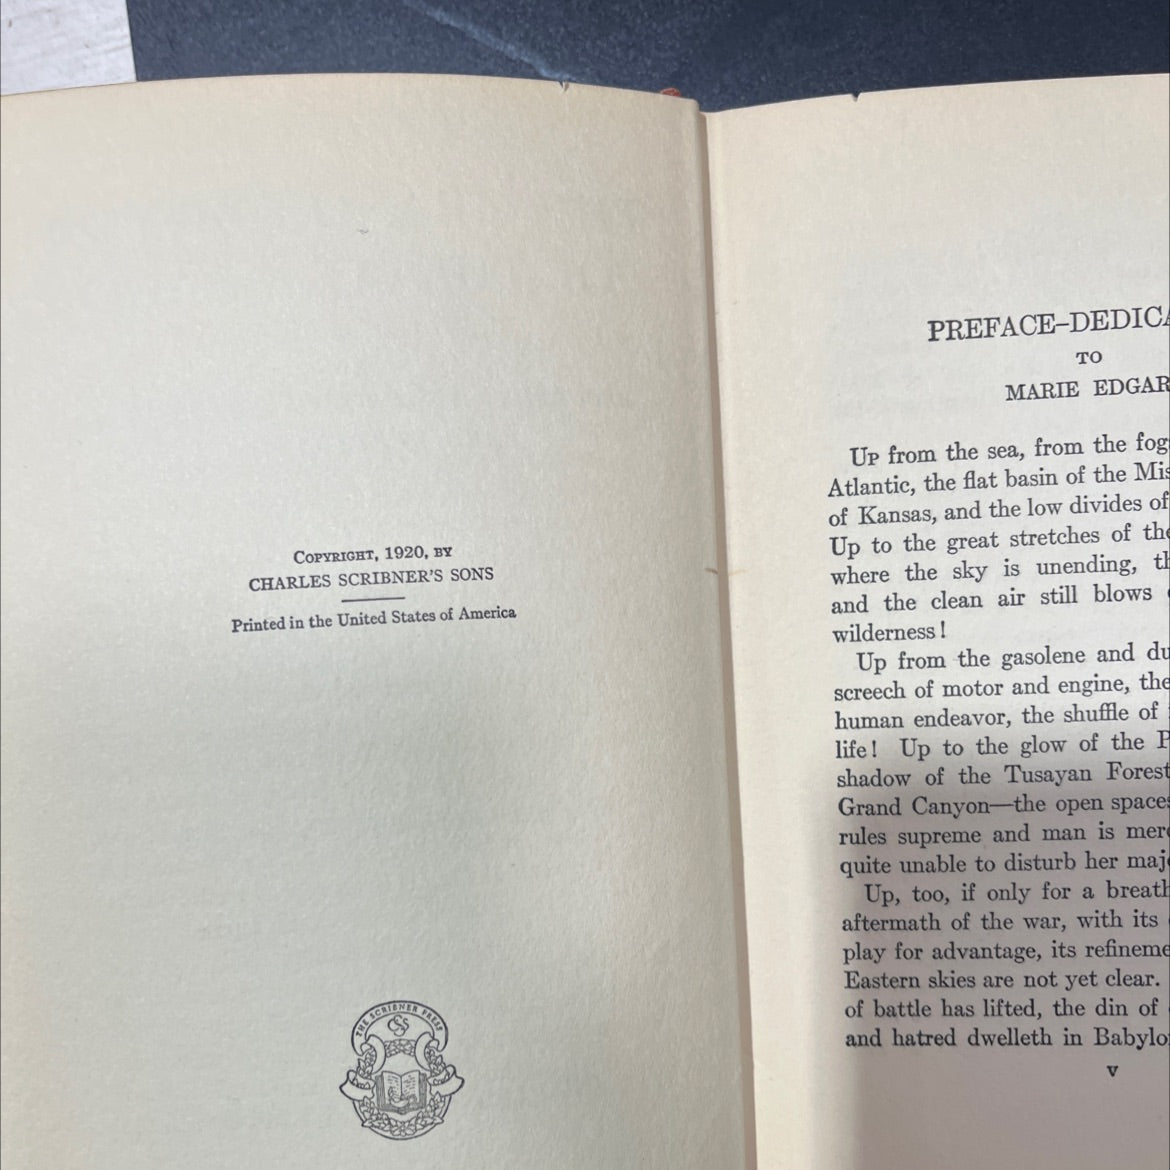 COPYRIGHT, 1920, BY
CHARLES SCRIBNER'S SONS
Printed in the United States of America
THE SCRIBNER PRESS
CSS
PREFACE–DEDICA
TO
MARIE EDGAR
UP from the sea, from the fog
Atlantic, the flat basin of the Mis
of Kansas, and the low divides of
Up to the great stretches of the
where the sky is unending, th
and the clean air still blows
wilderness!
Up from the gasolene and du
screech of motor and engine, the
human endeavor, the shuffle of
life! Up to the glow of the P
shadow of the Tusayan Forest
Grand Canyon—the open spaces
rules supreme and man is mere
quite unable to disturb her maje
Up, too, if only for a breath
aftermath of the war, with its
play for advantage, its refineme
Eastern skies are not yet clear.
of battle has lifted, the din of
and hatred dwelleth in Babylo
v